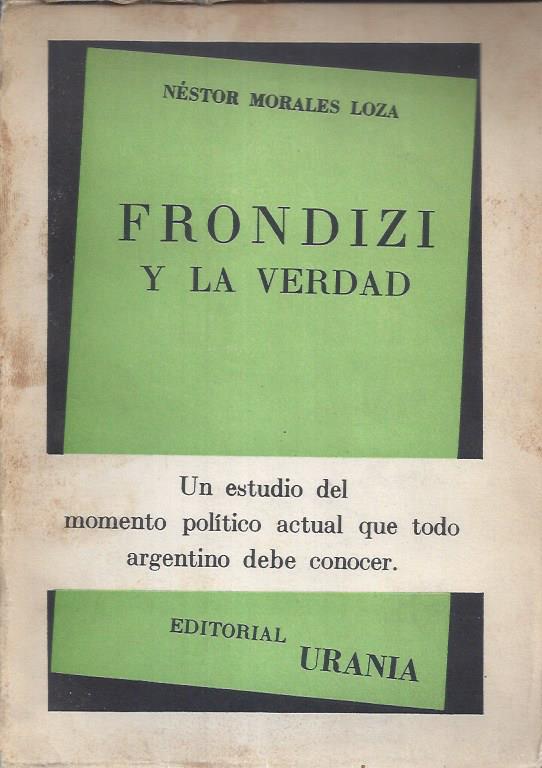 NÉSTOR MORALES LOZA
FRONDIZI
Y LA VERDAD
Un estudio del
momento político actual que todo
argentino debe conocer.
EDITORIAL
URANIA